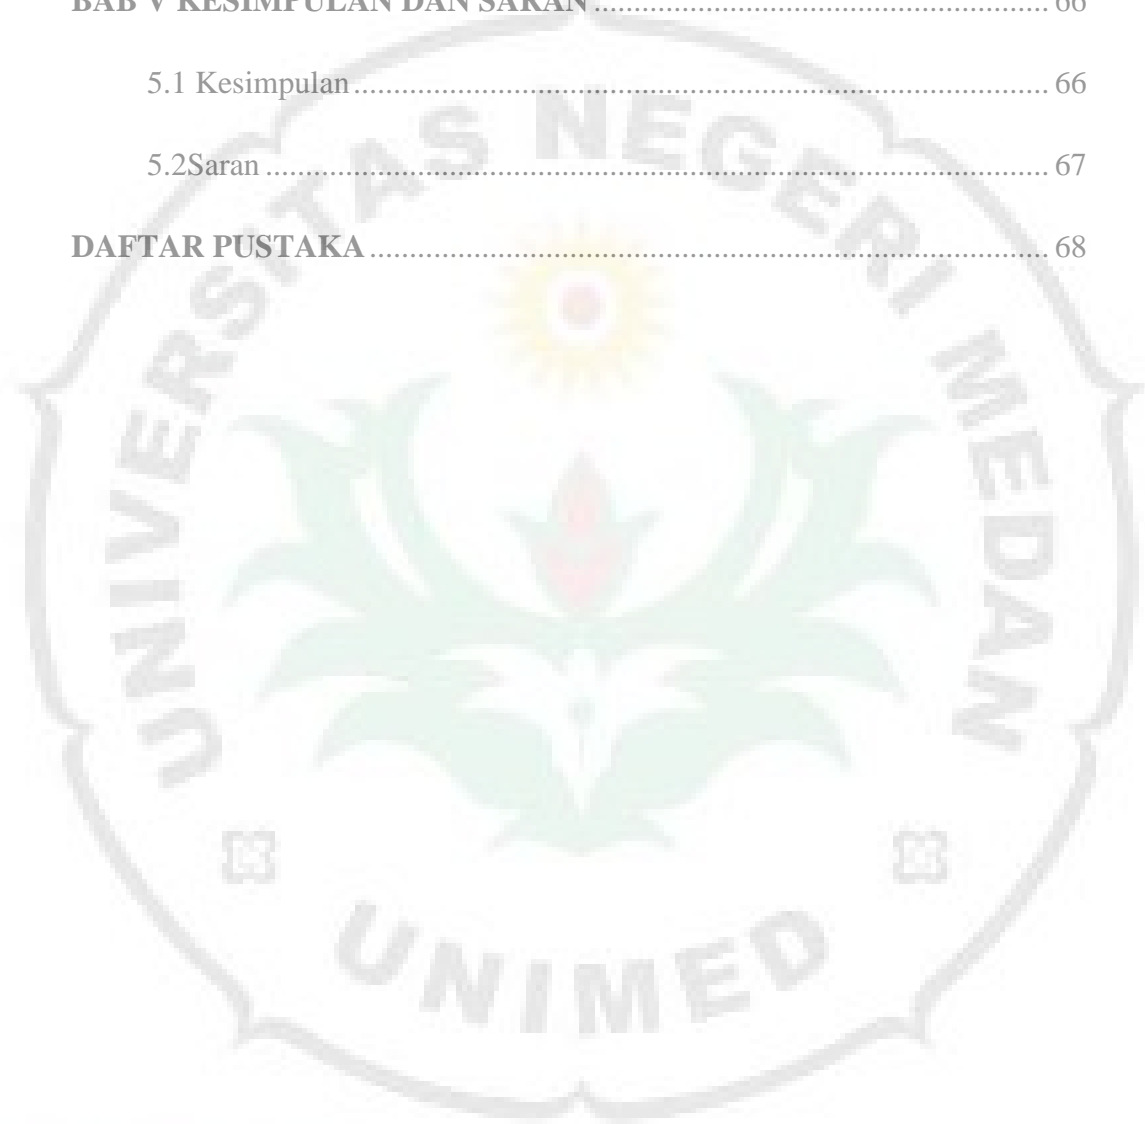 BAB V KESIMPULAN DAN SARAN.......................................................... 66
5.1 Kesimpulan........................................................................................ 66
5.2Saran.................................................................................................... 67
DAFTAR PUSTAKA...................................................................................... 68
UNIVERSITAS NEGERI MEDAN
UNIMED